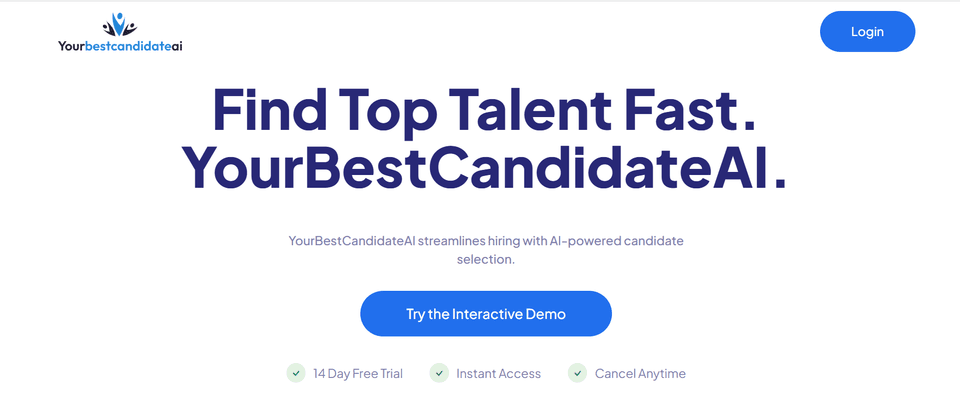 Yourbestcandidateai
Login
Find Top Talent Fast.
YourBestCandidateAI.
YourBestCandidateAI streamlines hiring with AI-powered candidate
selection.
Try the Interactive Demo
14 Day Free Trial
Instant Access
Cancel Anytime